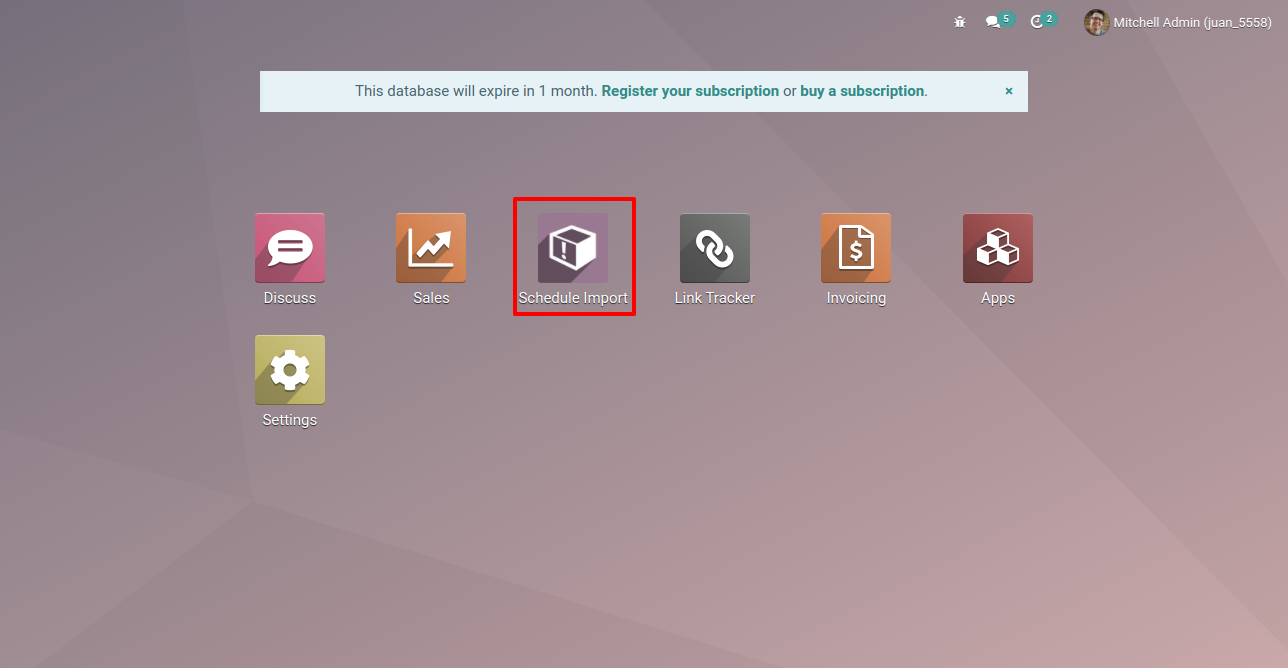 5
2
Mitchell Admin (juan_5558)
This database will expire in 1 month. Register your subscription or buy a subscription.
×
Discuss
Sales
Schedule Import
Link Tracker
Invoicing
Apps
Settings